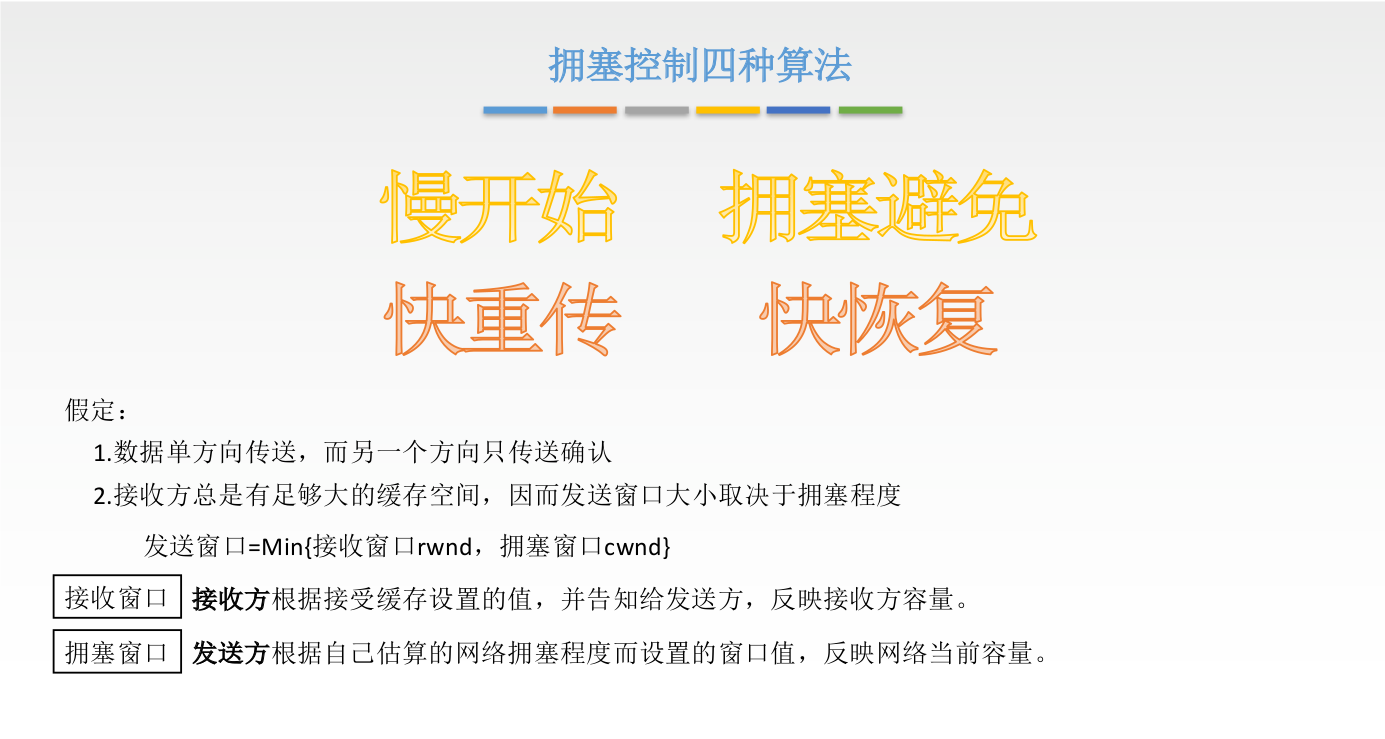 拥塞控制四种算法
慢开始 拥塞避免
快重传 快恢复
假定：
1.数据单方向传送，而另一个方向只传送确认
2.接收方总是有足够大的缓存空间，因而发送窗口大小取决于拥塞程度
发送窗口=Min{接收窗口rwnd，拥塞窗口cwnd}
接收窗口 接收方根据接受缓存设置的值，并告知给发送方，反映接收方容量。
拥塞窗口 发送方根据自己估算的网络拥塞程度而设置的窗口值，反映网络当前容量。